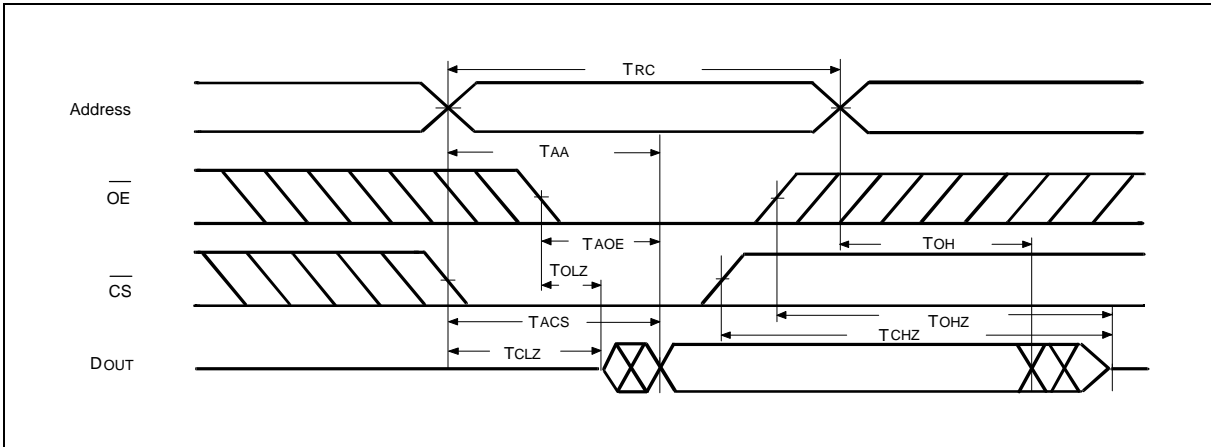 TRC
Address
TAA
OE
TAOE
TOH
TOLZ
CS
TACS
TOHZ
TCHZ
TCLZ
DOUT